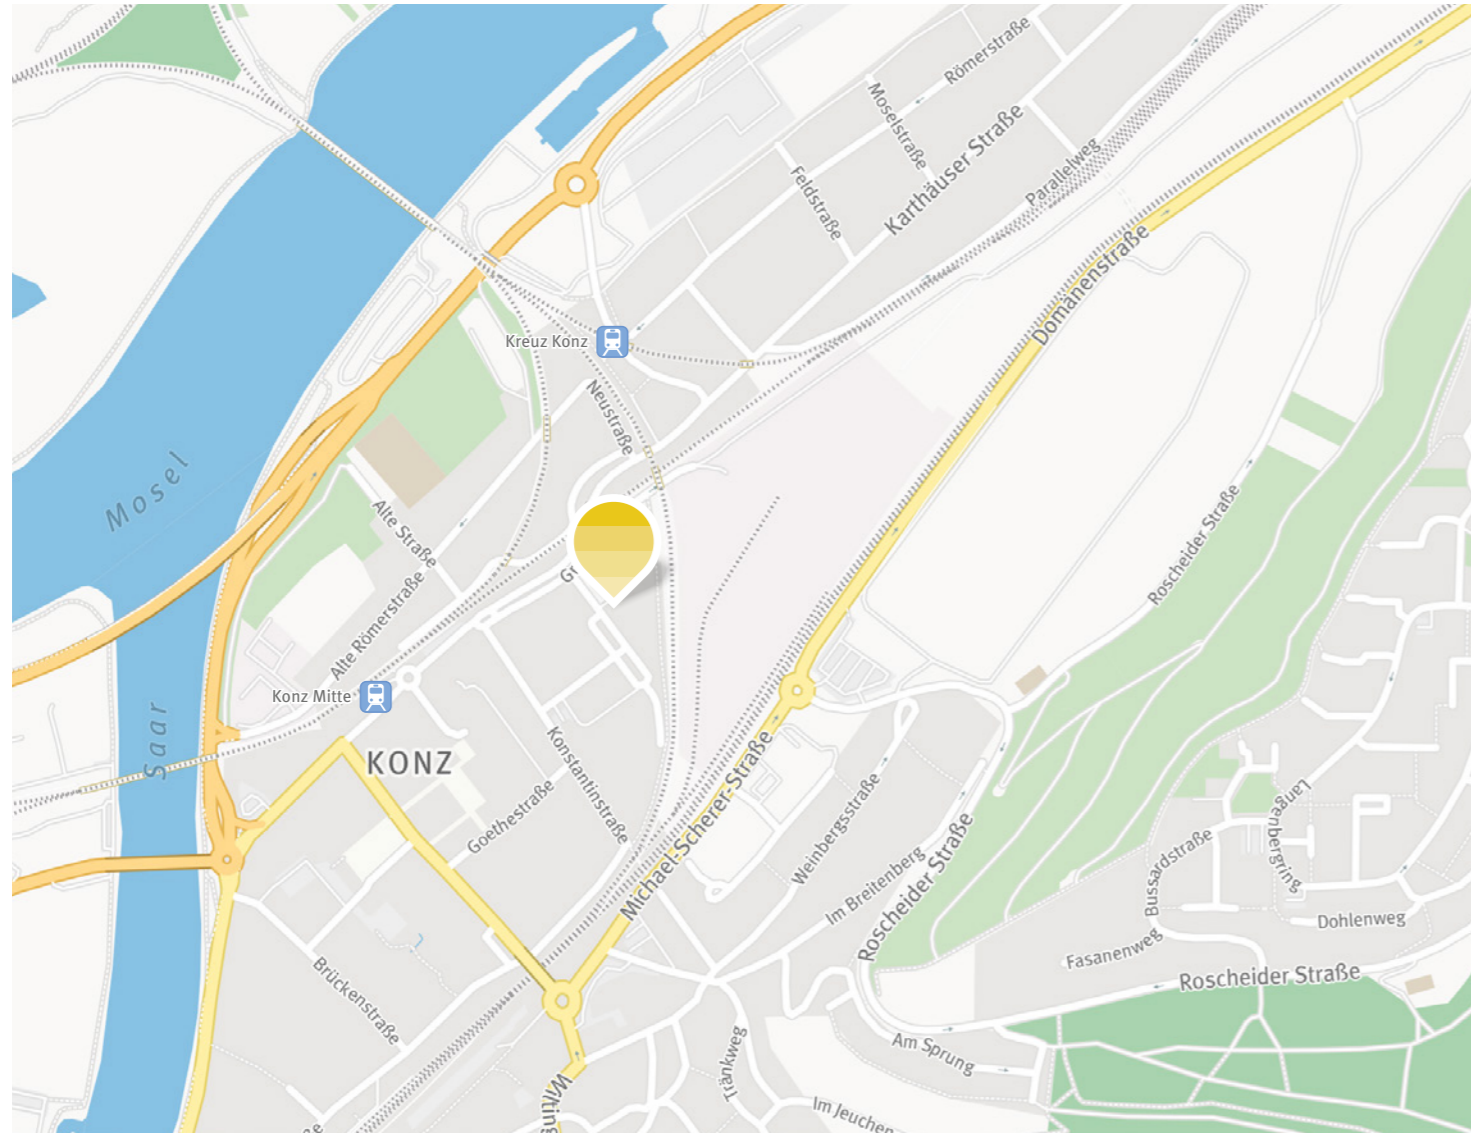 Römerstraße
Moselstraße
Karthäuser Straße
Feldstraße
Parallelweg
Domänenstraße
Kreuz Konz
Neustraße
Mosel
Alte Straße
Roscheider Straße
Alte Römerstraße
Konz Mitte
Saar
KONZ
Konstantinstraße
Goethestraße
Michael-Scherer-Straße
Weinbergsstraße
Langenbergring
Bussardstraße
Im Breitenberg
Roscheider Straße
Dohlenweg
Fasanenweg
Roscheider Straße
Brückenstraße
Am Sprung
Tränkweg
Wilting
Im Jeuchen